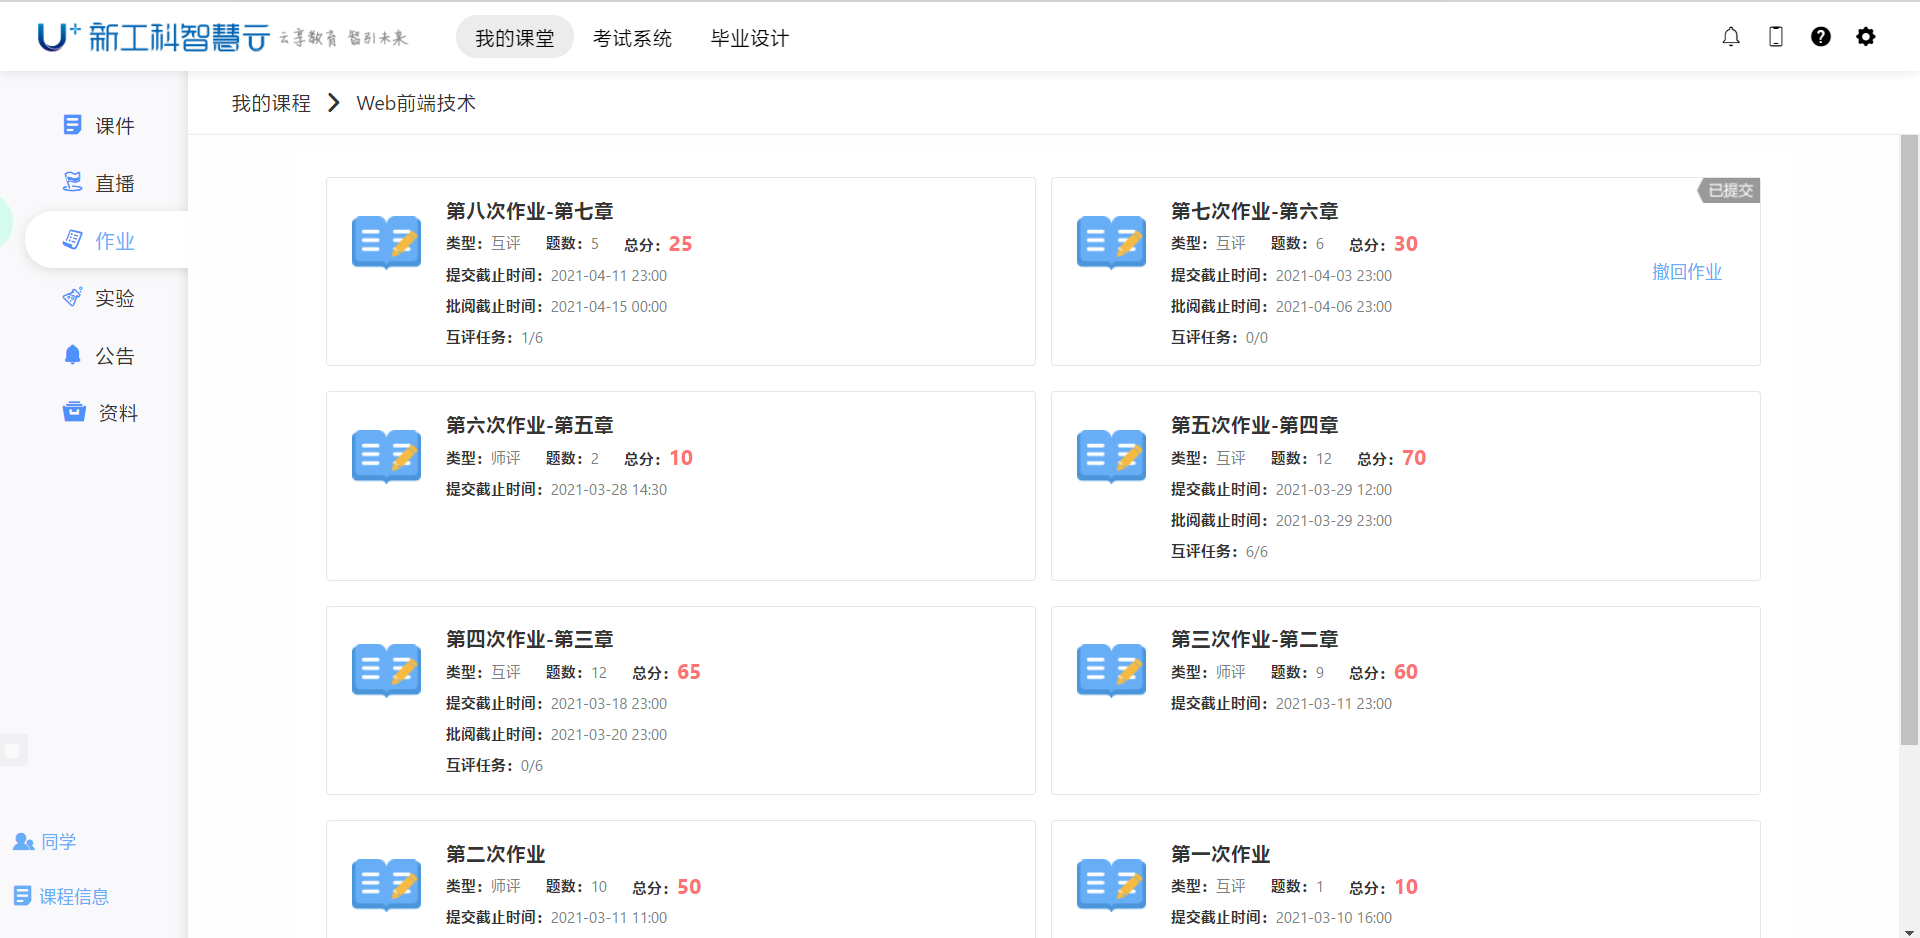 U+ 新工科智慧云 云享教育 智引未来
我的课堂 考试系统 毕业设计
课件
直播
作业
实验
公告
资料
同学
课程信息
我的课程 Web前端技术
第八次作业-第七章
类型：互评 题数：5 总分：25
提交截止时间：2021-04-11 23:00
批阅截止时间：2021-04-15 00:00
互评任务：1/6
已提交
第七次作业-第六章
类型：互评 题数：6 总分：30
提交截止时间：2021-04-03 23:00
撤回作业
批阅截止时间：2021-04-06 23:00
互评任务：0/0
第六次作业-第五章
类型：师评 题数：2 总分：10
提交截止时间：2021-03-28 14:30
第五次作业-第四章
类型：互评 题数：12 总分：70
提交截止时间：2021-03-29 12:00
批阅截止时间：2021-03-29 23:00
互评任务：6/6
第四次作业-第三章
类型：互评 题数：12 总分：65
提交截止时间：2021-03-18 23:00
批阅截止时间：2021-03-20 23:00
互评任务：0/6
第三次作业-第二章
类型：师评 题数：9 总分：60
提交截止时间：2021-03-11 23:00
第二次作业
类型：师评 题数：10 总分：50
提交截止时间：2021-03-11 11:00
第一次作业
类型：互评 题数：1 总分：10
提交截止时间：2021-03-10 16:00